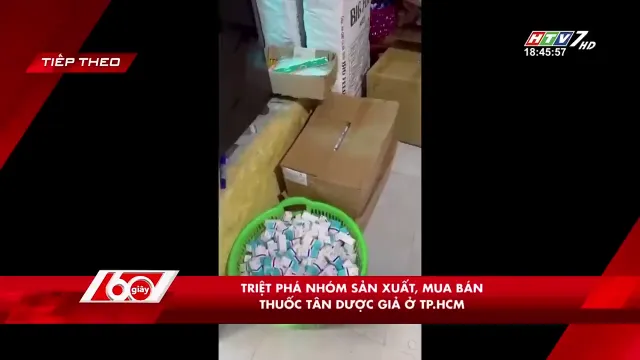 TIẾP THEO
HTV7 HD
18:45:57
60 giây
TRIỆT PHÁ NHÓM SẢN XUẤT, MUA BÁN
THUỐC TÂN DƯỢC GIẢ Ở TP.HCM